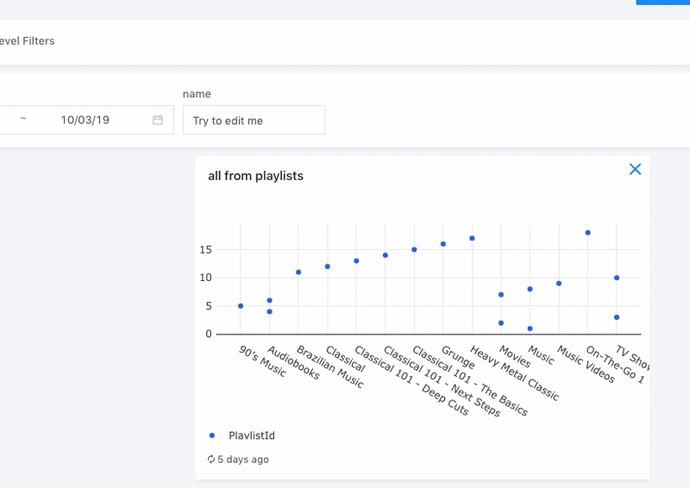 evel Filters
name
~ 10/03/19
Try to edit me
all from playlists
15
10
5
0
90's Music
Audiobooks
Brazilian Music
Classical
Classical 101 - Deep Cuts
Classical 101 - Next Steps
Classical 101 - The Basics
Grunge
Heavy Metal Classic
Movies
Music
Music Videos
On-The-Go 1
TV Show
PlaylistId
5 days ago